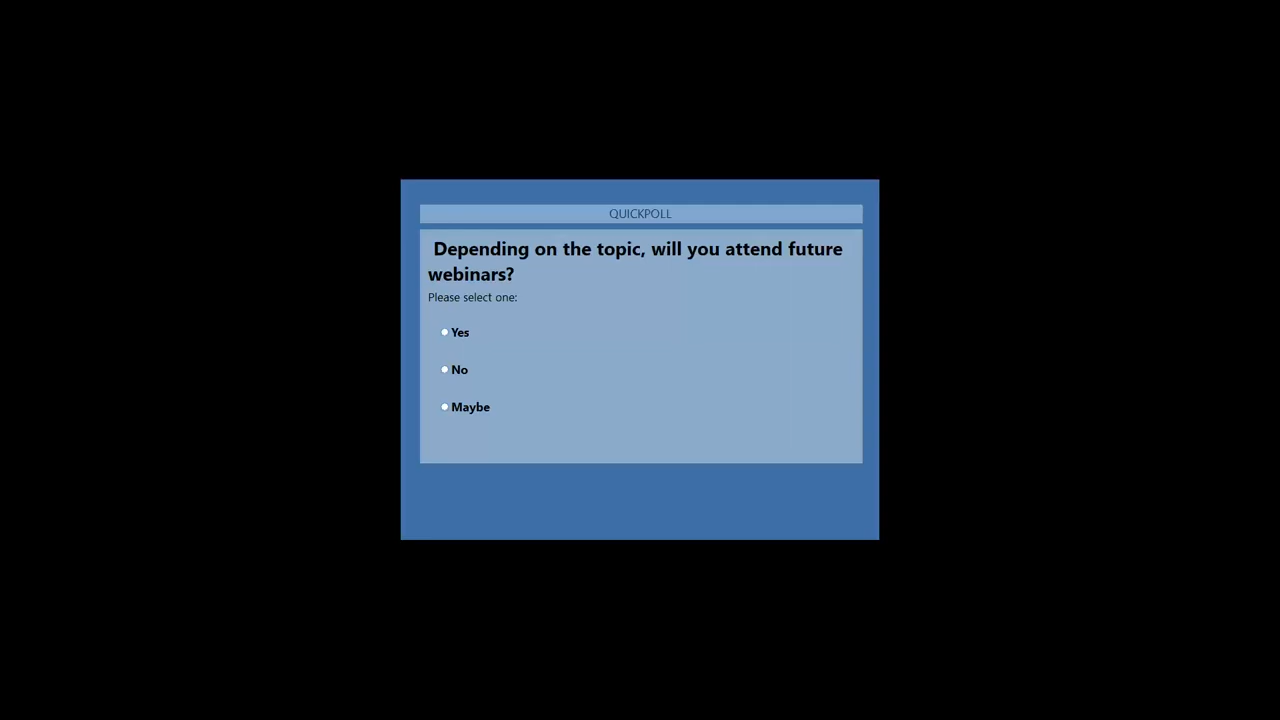 QUICKPOLL
Depending on the topic, will you attend future
webinars?
Please select one:
Yes
No
Maybe